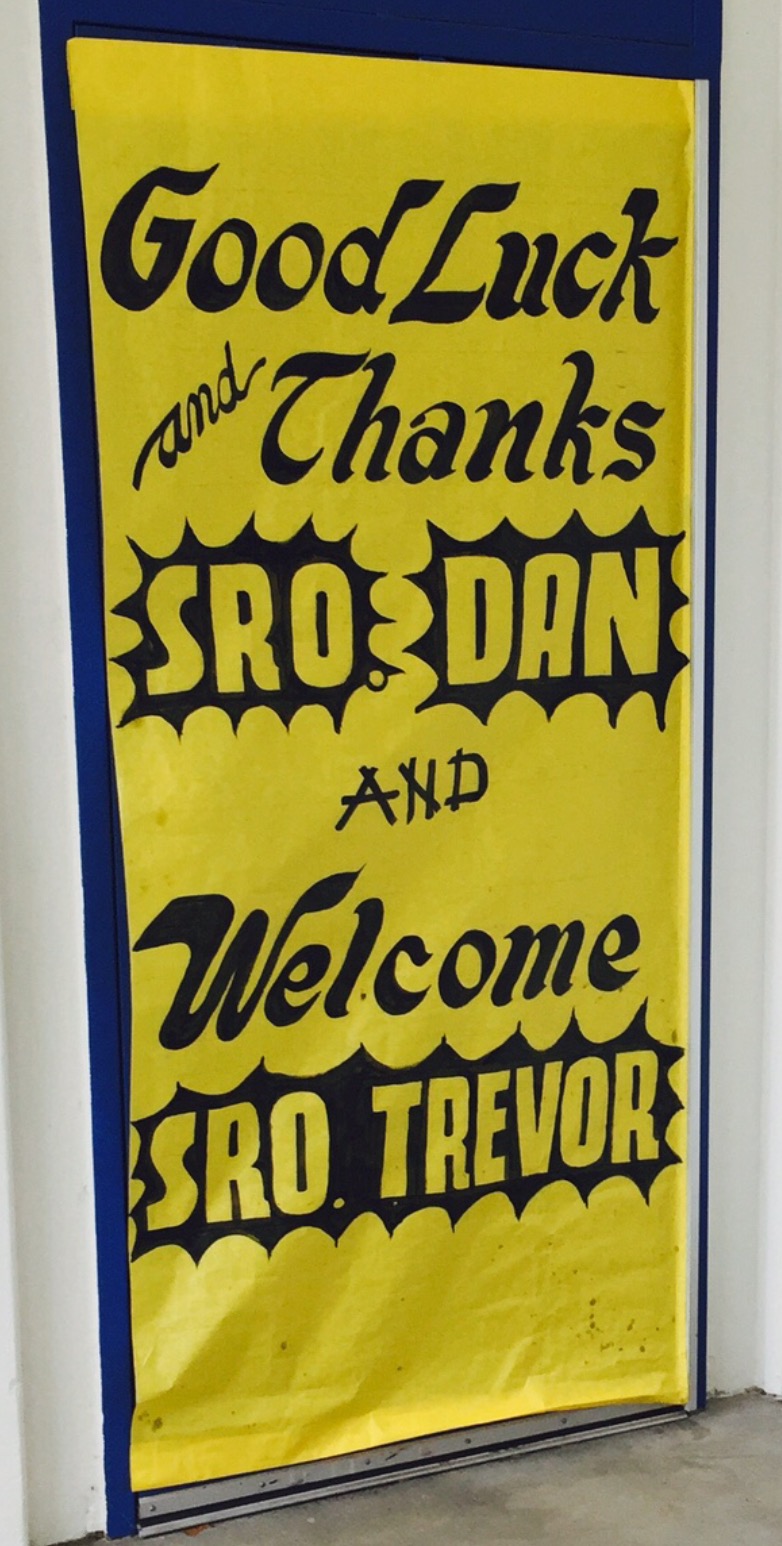 Good Luck
and Thanks
SRO. DAN
AND
Welcome
SRO. TREVOR